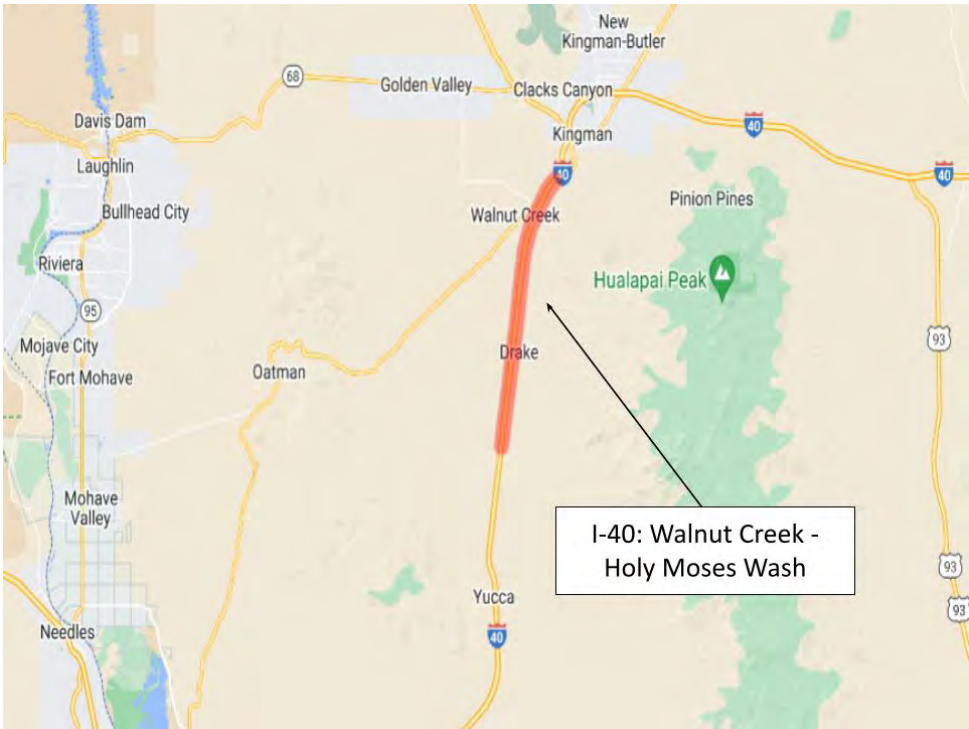 New
Kingman-Butler
68
Golden Valley
Clacks Canyon
Davis Dam
40
Kingman
Laughlin
40
40
Pinion Pines
Bullhead City
Walnut Creek
Riviera
Hualapai Peak
95
93
Mojave City
Drake
Fort Mohave
Oatman
Mohave
Valley
I-40: Walnut Creek -
Holy Moses Wash
93
Yucca
93
Needles
40